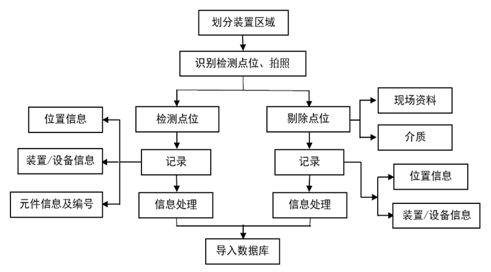 划分装置区域
识别检测点位、拍照
检测点位
剔除点位
现场资料
介质
位置信息
装置/设备信息
元件信息及编号
记录
记录
位置信息
装置/设备信息
信息处理
信息处理
导入数据库